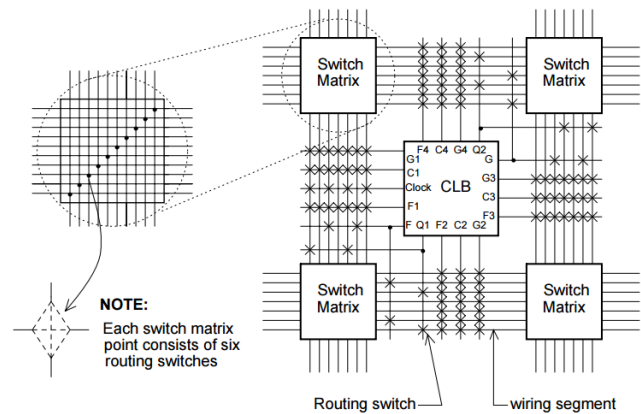 Switch
Matrix
Switch
Matrix
F4 C4 G4 Q2
G1
G
C1
CLB
G3
Clock
C3
F1
F3
F Q1 F2 C2 G2
Switch
Matrix
Switch
Matrix
NOTE:
Each switch matrix
point consists of six
routing switches
Routing switch
wiring segment